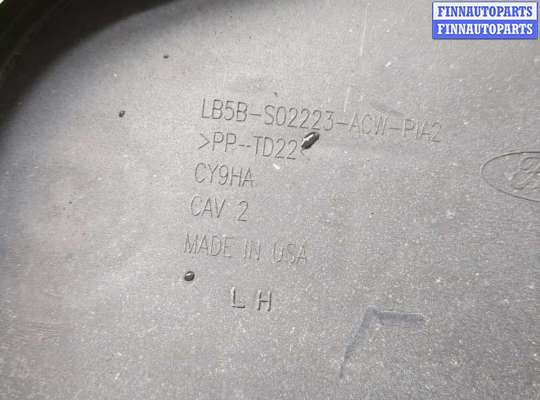 FINNAUTOPARTS
FINNAUTOPARTS
LB5B-S02223-ACW-PIA2
>PP-TD22<
CY9HA
CAV 2
MADE IN USA
LH